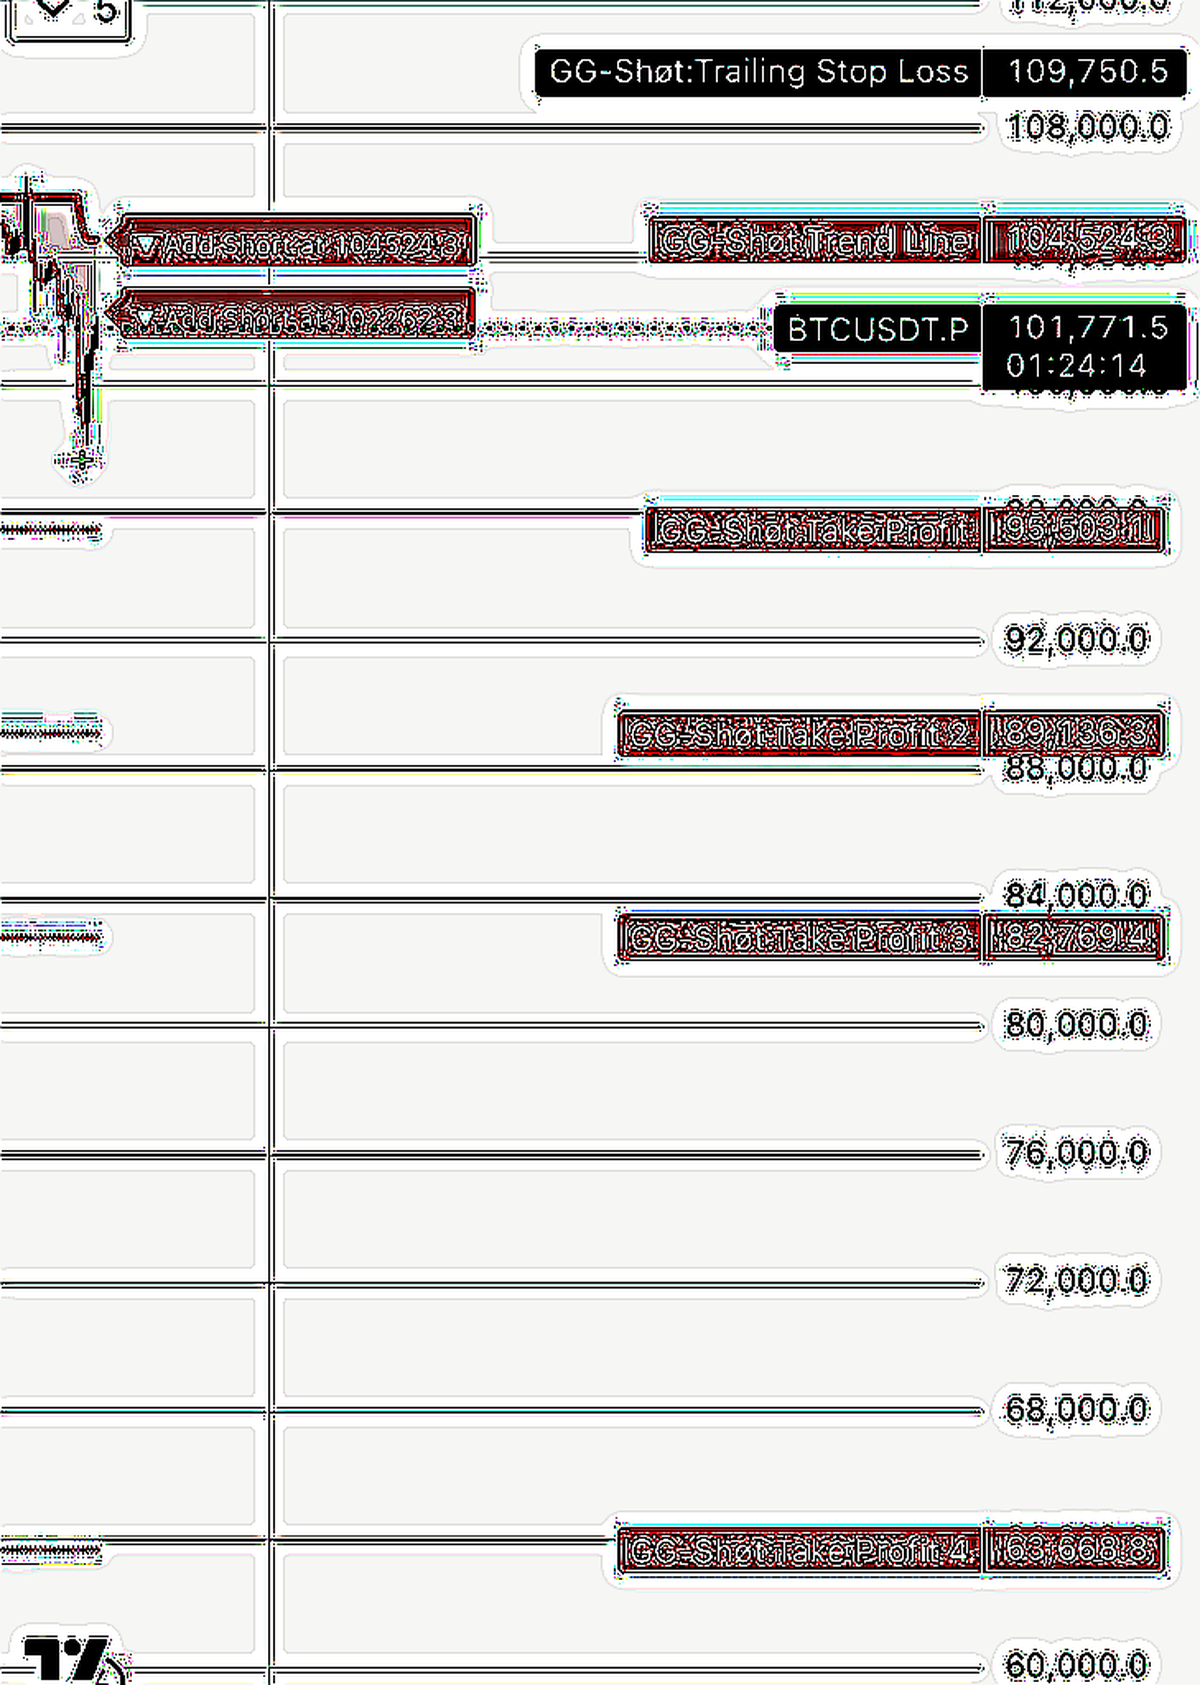 5
112,000.0
GG-Shøt:Trailing Stop Loss 109,750.5
108,000.0
▼ Add Short at 104524.3
GG-Shøt:Trend Line 104,524.3
▼ Add Short at 102262.3
BTCUSDT.P 101,771.5
01:24:14
GG-Shøt:Take Profit 95,503.1
92,000.0
GG-Shøt:Take Profit 2 89,136.3
88,000.0
84,000.0
GG-Shøt:Take Profit 3 82,769.4
80,000.0
76,000.0
72,000.0
68,000.0
GG-Shøt:Take Profit 4 63,668.8
60,000.0